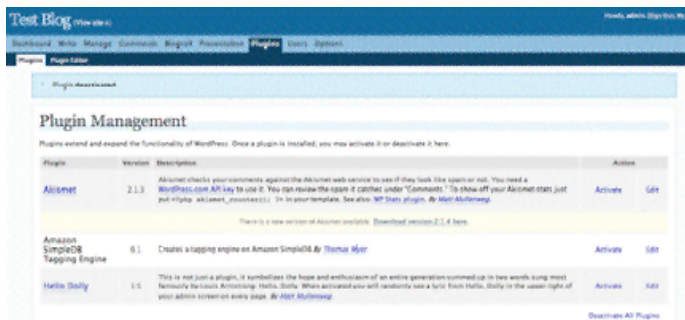 Test Blog (View site »)
Howdy, admin. [Sign Out, My
Dashboard Write Manage Comments Blogroll Presentation Plugins Users Options
Plugins Plugin Editor
Plugin deactivated.
Plugin Management
Plugins extend and expand the functionality of WordPress. Once a plugin is installed, you may activate it or deactivate it here.
Plugin Version Description Action
Akismet checks your comments against the Akismet web service to see if they look like spam or not. You need a
Akismet 2.1.3 WordPress.com API key to use it. You can review the spam it catches under "Comments." To show off your Akismet stats just Activate Edit
put <?php akismet_counter(); ?> in your template. See also: WP Stats plugin. By Matt Mullenweg.
There is a new version of Akismet available. Download version 2.1.4 here.
Amazon
SimpleDB 0.1 Creates a tagging engine on Amazon SimpleDB By Thomas Myer. Activate Edit
Tagging Engine
This is not just a plugin, it symbolizes the hope and enthusiasm of an entire generation summed up in two words sung most
Hello Dolly 1.5 famously by Louis Armstrong: Hello, Dolly. When activated you will randomly see a lyric from Hello, Dolly in the upper right of Activate Edit
your admin screen on every page. By Matt Mullenweg.
Deactivate All Plugins